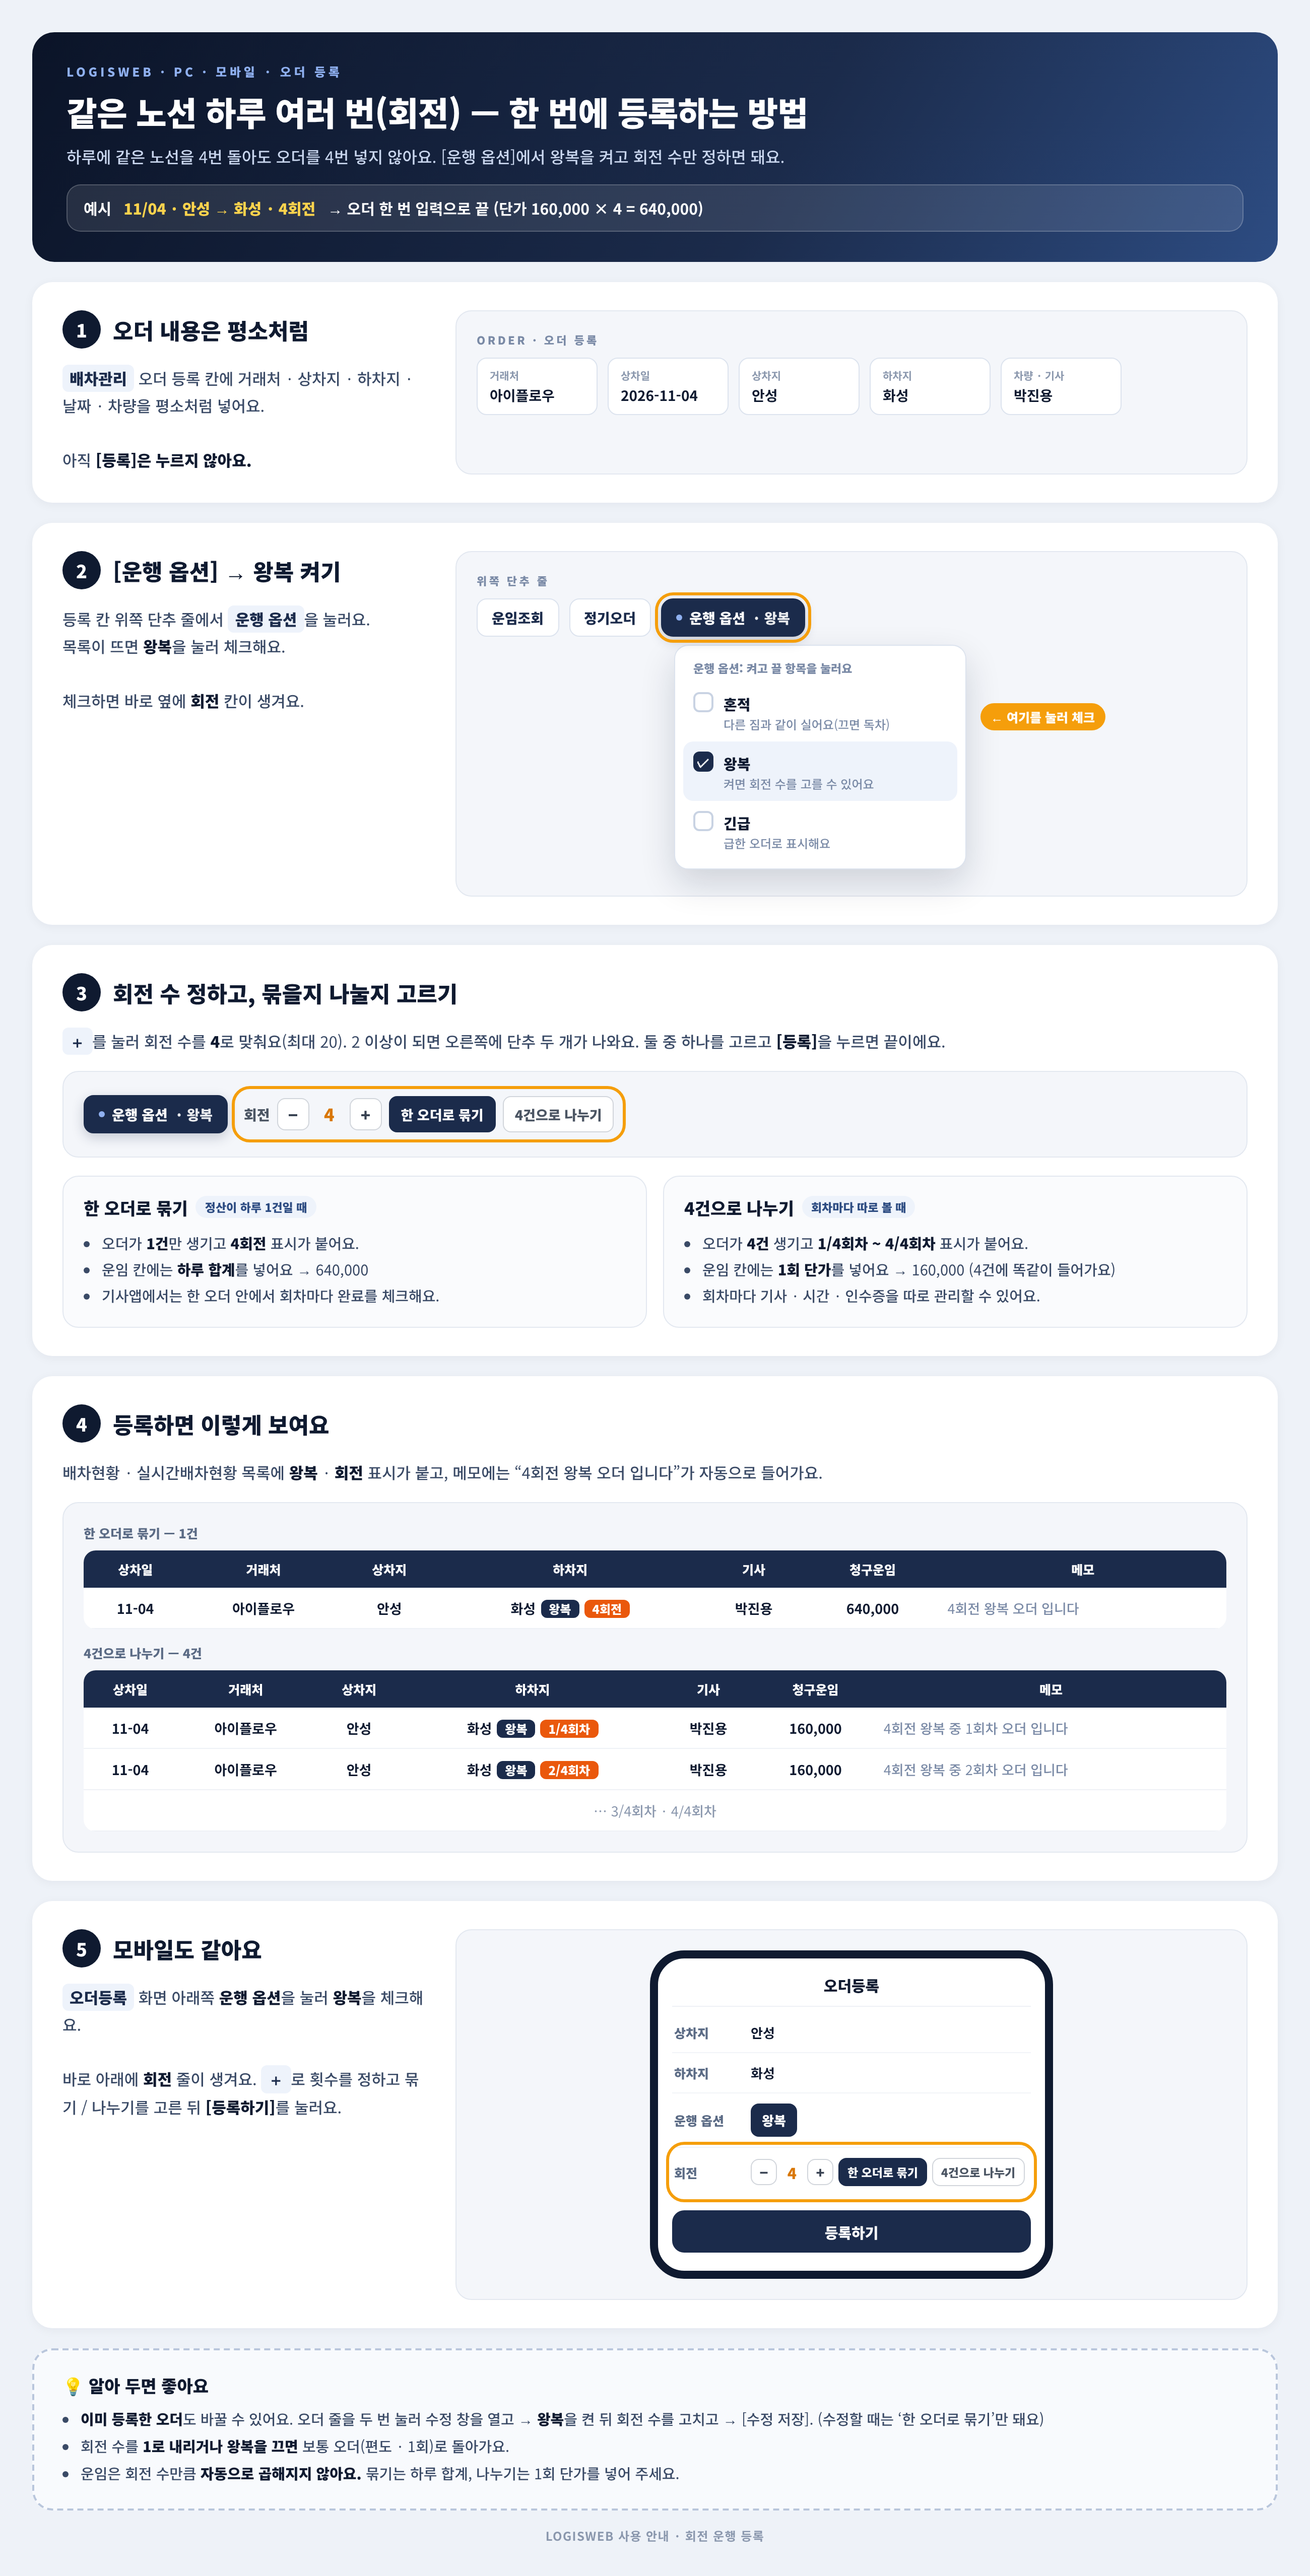 LOGISWEB · PC · 모바일 · 오더 등록
같은 노선 하루 여러 번(회전) — 한 번에 등록하는 방법
하루에 같은 노선을 4번 돌아도 오더를 4번 넣지 않아요. [운행 옵션]에서 왕복을 켜고 회전 수만 정하면 돼요.
예시 11/04 · 안성 → 화성 · 4회전 → 오더 한 번 입력으로 끝 (단가 160,000 × 4 = 640,000)
1 오더 내용은 평소처럼
배차관리 오더 등록 칸에 거래처 · 상차지 · 하차지 ·
날짜 · 차량을 평소처럼 넣어요.
아직 [등록]은 누르지 않아요.
ORDER · 오더 등록
거래처 상차일 상차지 하차지 차량 · 기사
아이플로우 2026-11-04 안성 화성 박진용
2 [운행 옵션] → 왕복 켜기
등록 칸 위쪽 단추 줄에서 운행 옵션 을 눌러요.
목록이 뜨면 왕복을 눌러 체크해요.
체크하면 바로 옆에 회전 칸이 생겨요.
위쪽 단추 줄
운임조회 정기오더 • 운행 옵션 · 왕복
운행 옵션: 켜고 끌 항목을 눌러요
혼적
다른 짐과 같이 실어요(끄면 독차)
← 여기를 눌러 체크
왕복
켜면 회전 수를 고를 수 있어요
긴급
급한 오더로 표시해요
3 회전 수 정하고, 묶을지 나눌지 고르기
+ 를 눌러 회전 수를 4로 맞춰요(최대 20). 2 이상이 되면 오른쪽에 단추 두 개가 나와요. 둘 중 하나를 고르고 [등록]을 누르면 끝이에요.
• 운행 옵션 · 왕복 회전 − 4 + 한 오더로 묶기 4건으로 나누기
한 오더로 묶기 정산이 하루 1건일 때
• 오더가 1건만 생기고 4회전 표시가 붙어요.
• 운임 칸에는 하루 합계를 넣어요 → 640,000
• 기사앱에서는 한 오더 안에서 회차마다 완료를 체크해요.
4건으로 나누기 회차마다 따로 볼 때
• 오더가 4건 생기고 1/4회차 ~ 4/4회차 표시가 붙어요.
• 운임 칸에는 1회 단가를 넣어요 → 160,000 (4건에 똑같이 들어가요)
• 회차마다 기사 · 시간 · 인수증을 따로 관리할 수 있어요.
4 등록하면 이렇게 보여요
배차현황 · 실시간배차현황 목록에 왕복 · 회전 표시가 붙고, 메모에는 “4회전 왕복 오더 입니다”가 자동으로 들어가요.
한 오더로 묶기 — 1건
상차일 거래처 상차지 하차지 기사 청구운임 메모
11-04 아이플로우 안성 화성 왕복 4회전 박진용 640,000 4회전 왕복 오더 입니다
4건으로 나누기 — 4건
상차일 거래처 상차지 하차지 기사 청구운임 메모
11-04 아이플로우 안성 화성 왕복 1/4회차 박진용 160,000 4회전 왕복 중 1회차 오더 입니다
11-04 아이플로우 안성 화성 왕복 2/4회차 박진용 160,000 4회전 왕복 중 2회차 오더 입니다
⋯ 3/4회차 · 4/4회차
5 모바일도 같아요
오더등록 화면 아래쪽 운행 옵션을 눌러 왕복을 체크해
요.
바로 아래에 회전 줄이 생겨요. + 로 횟수를 정하고 묶
기 / 나누기를 고른 뒤 [등록하기]를 눌러요.
오더등록
상차지 안성
하차지 화성
운행 옵션 왕복
회전 − 4 + 한 오더로 묶기 4건으로 나누기
등록하기
💡 알아 두면 좋아요
• 이미 등록한 오더도 바꿀 수 있어요. 오더 줄을 두 번 눌러 수정 창을 열고 → 왕복을 켠 뒤 회전 수를 고치고 → [수정 저장]. (수정할 때는 ‘한 오더로 묶기’만 돼요)
• 회전 수를 1로 내리거나 왕복을 끄면 보통 오더(편도 · 1회)로 돌아가요.
• 운임은 회전 수만큼 자동으로 곱해지지 않아요. 묶기는 하루 합계, 나누기는 1회 단가를 넣어 주세요.
LOGISWEB 사용 안내 · 회전 운행 등록